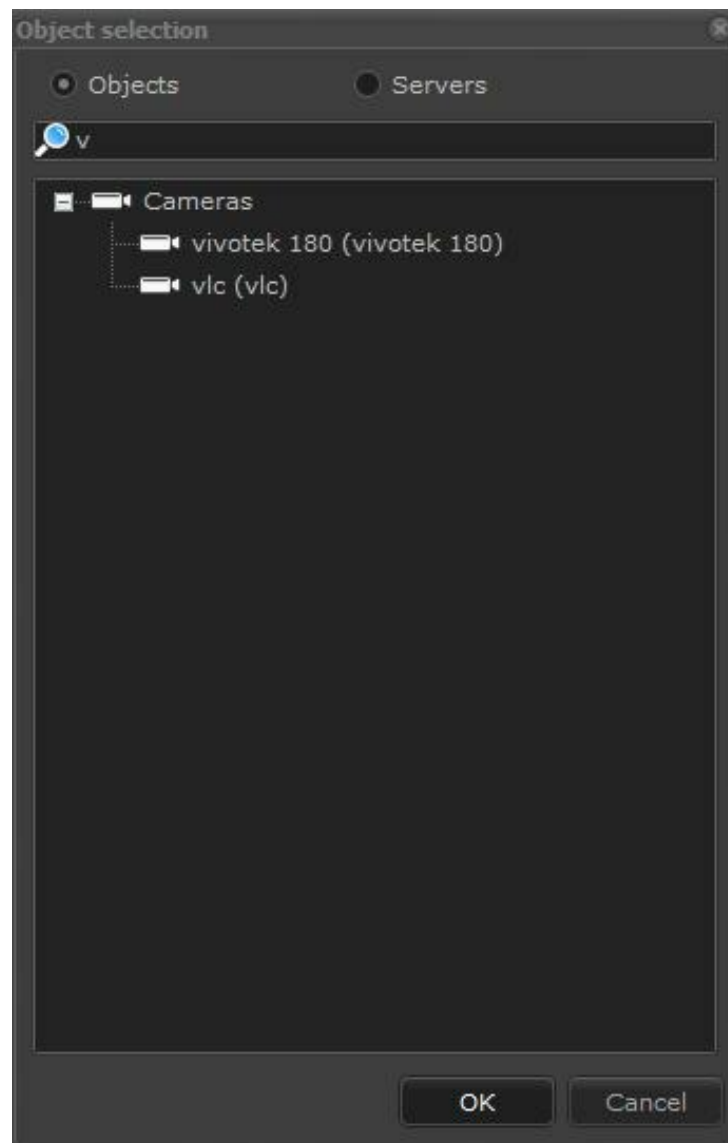 Object selection
Objects Servers
v
Cameras
vivotek 180 (vivotek 180)
vlc (vlc)
OK Cancel